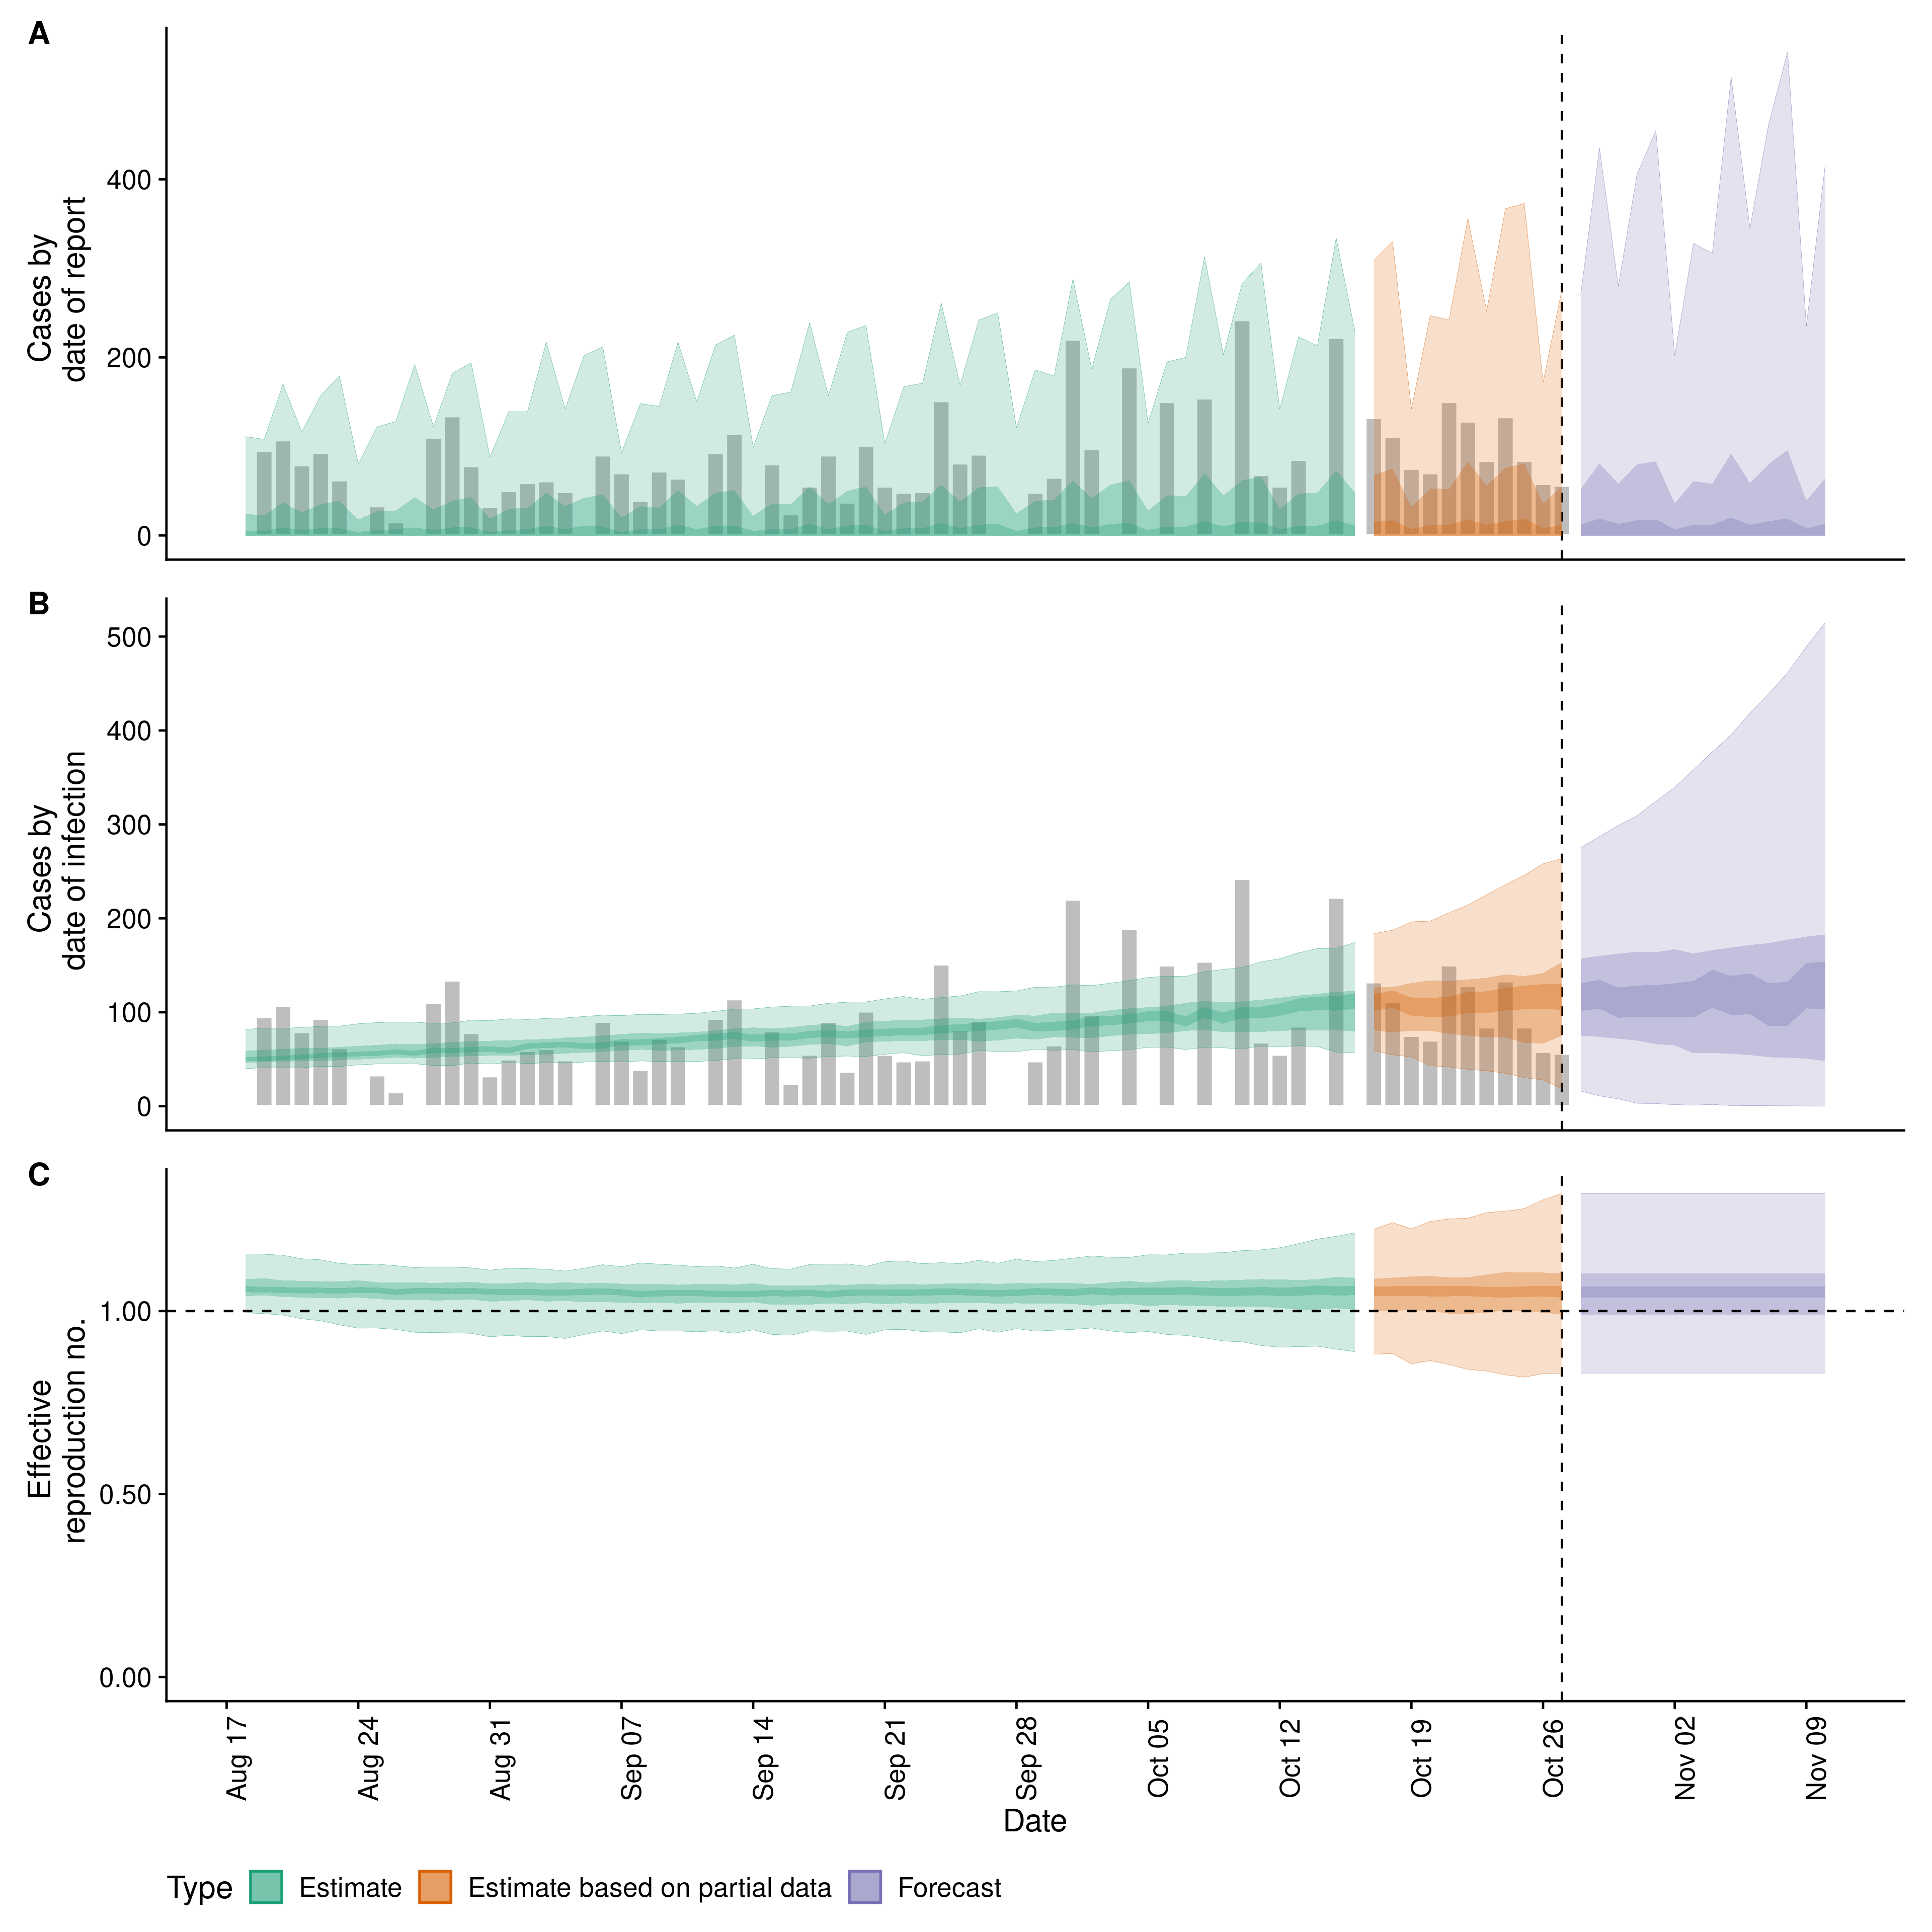 A
Cases by
date of report
400
200
0
B
Cases by
date of infection
500
400
300
200
100
0
C
Effective
reproduction no.
1.00
0.50
0.00
Aug 17
Aug 24
Aug 31
Sep 07
Sep 14
Sep 21
Sep 28
Oct 05
Oct 12
Oct 19
Oct 26
Nov 02
Nov 09
Date
Type Estimate Estimate based on partial data Forecast